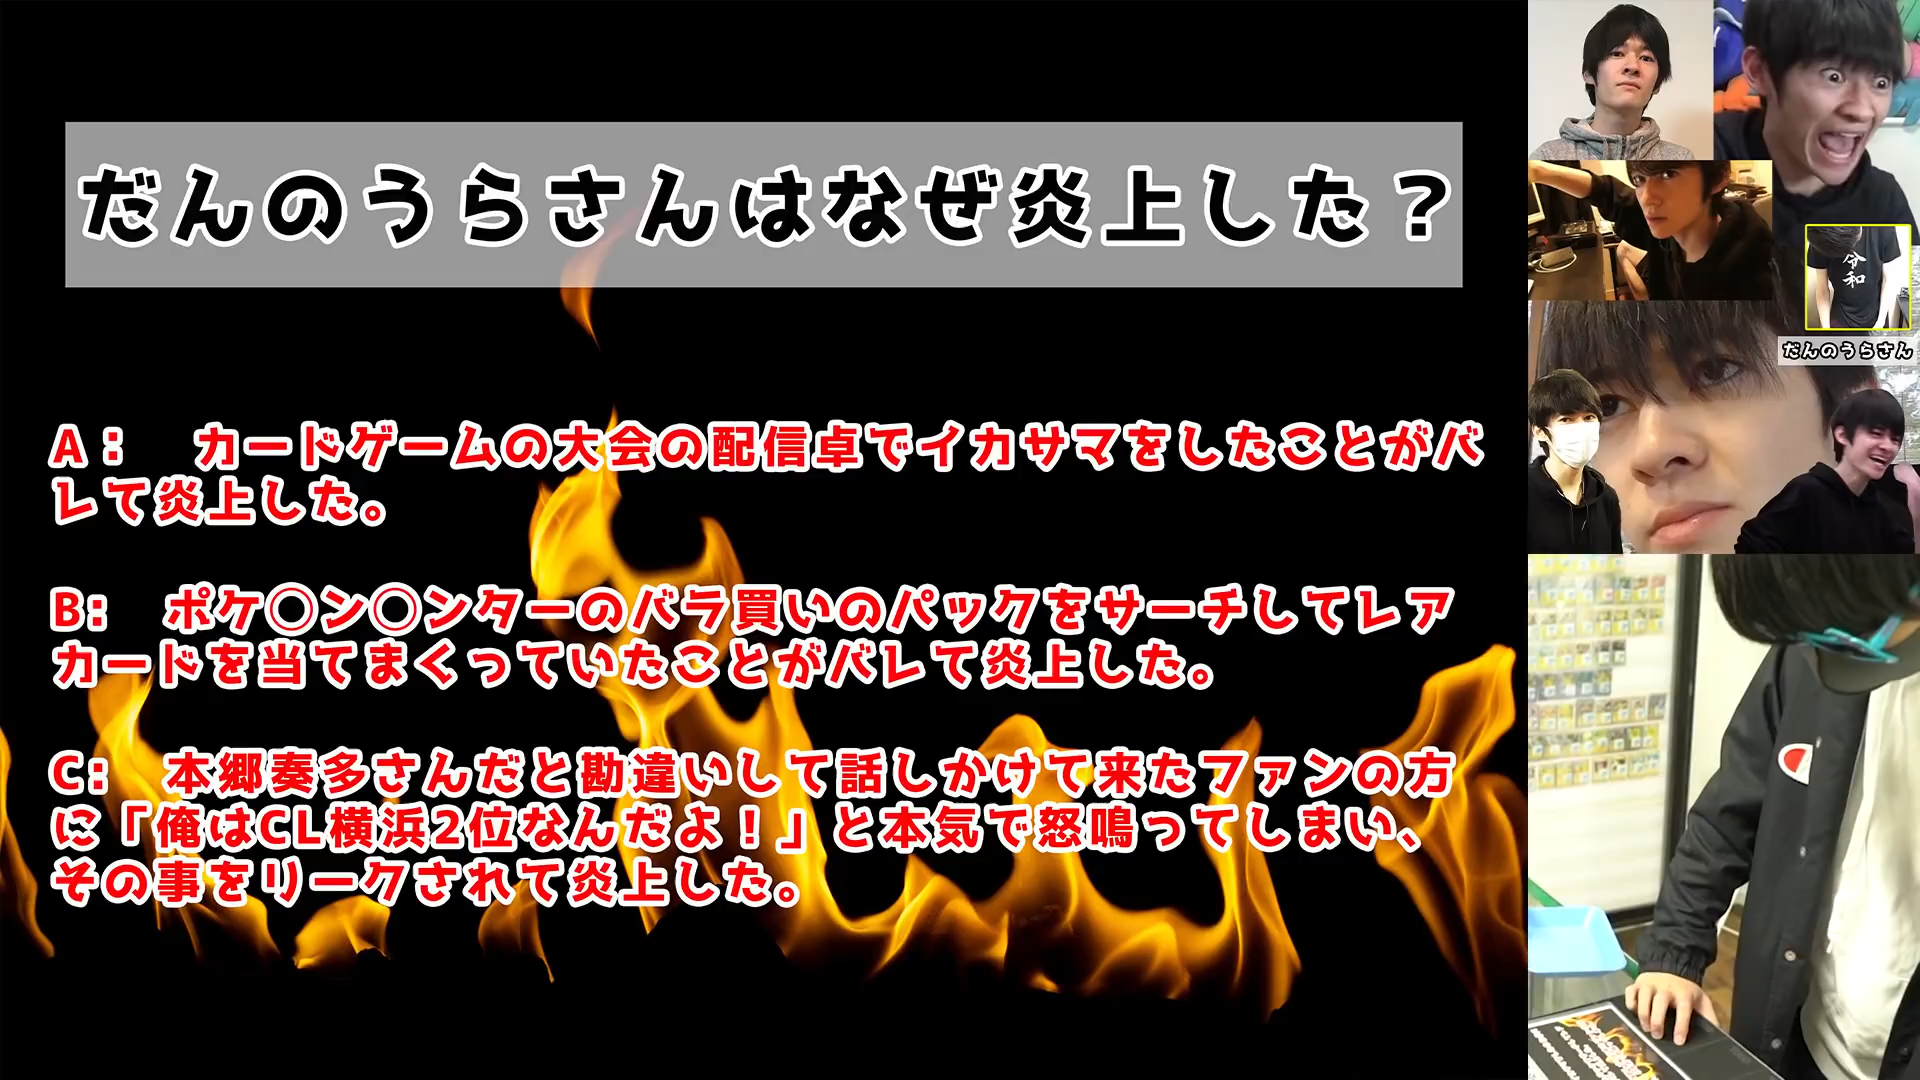 だんのうらさんはなぜ炎上した？
A：　カードゲームの大会の配信卓でイカサマをしたことがバ
レて炎上した。
B:　ポケ〇ン〇ンターのバラ買いのパックをサーチしてレア
カードを当てまくっていたことがバレて炎上した。
C:　本郷奏多さんだと勘違いして話しかけて来たファンの方
に「俺はCL横浜2位なんだよ！」と本気で怒鳴ってしまい、
その事をリークされて炎上した。
令和
だんのうらさん